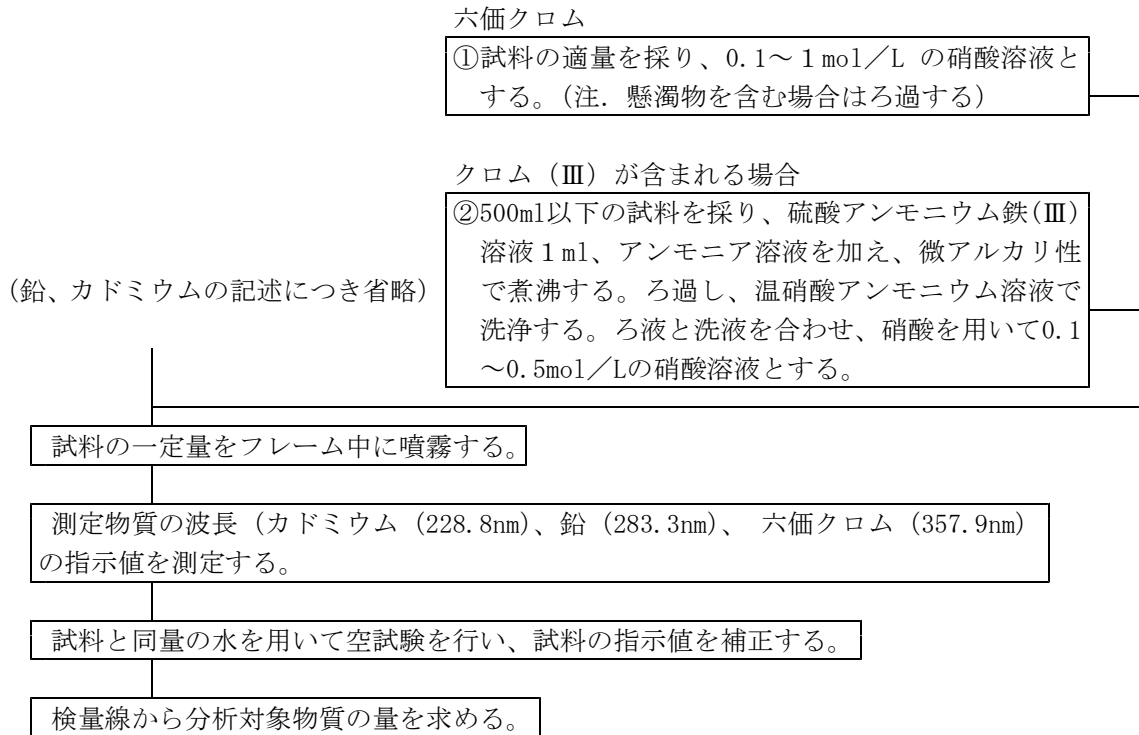 六価クロム
①試料の適量を採り、0.1～１mol／L の硝酸溶液と
する。(注. 懸濁物を含む場合はろ過する)
クロム（Ⅲ）が含まれる場合
②500ml以下の試料を採り、硫酸アンモニウム鉄(Ⅲ)
溶液１ml、アンモニア溶液を加え、微アルカリ性
で煮沸する。ろ過し、温硝酸アンモニウム溶液で
洗浄する。ろ液と洗液を合わせ、硝酸を用いて0.1
～0.5mol／Lの硝酸溶液とする。
(鉛、カドミウムの記述につき省略)
試料の一定量をフレーム中に噴霧する。
測定物質の波長（カドミウム（228.8nm)、鉛（283.3nm)、 六価クロム（357.9nm)
の指示値を測定する。
試料と同量の水を用いて空試験を行い、試料の指示値を補正する。
検量線から分析対象物質の量を求める。